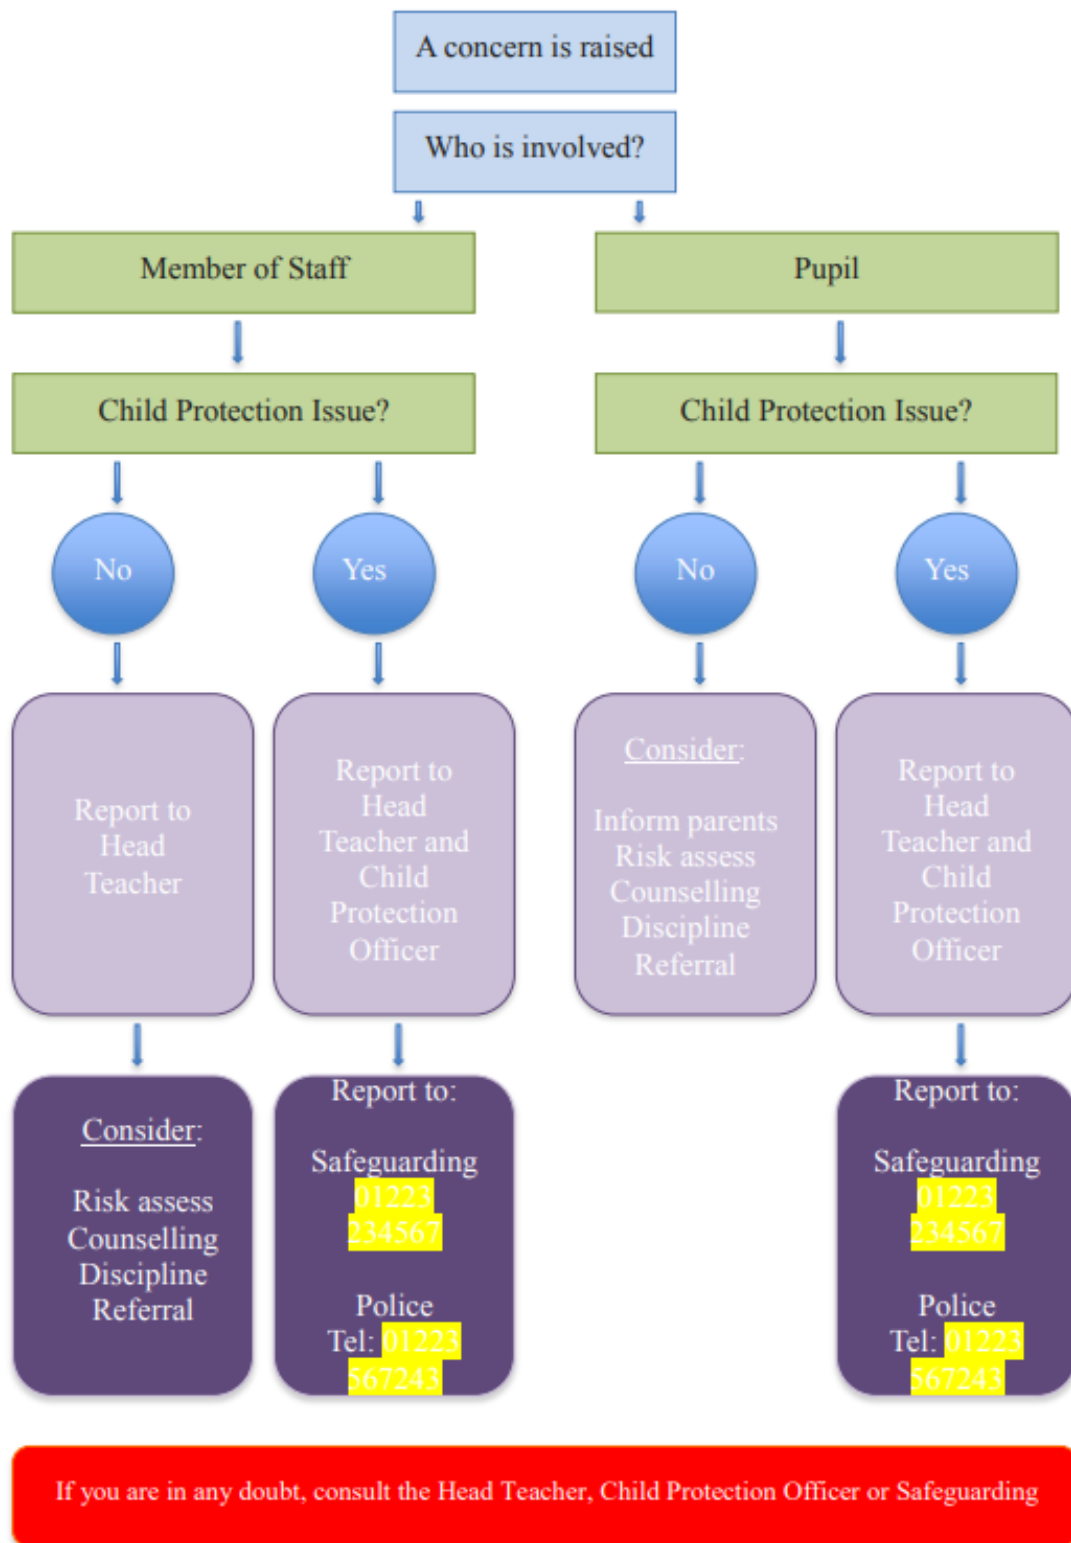 A concern is raised
Who is involved?
Member of Staff
Pupil
Child Protection Issue?
Child Protection Issue?
No
Yes
No
Yes
Report to
Head
Teacher
Report to
Head
Teacher and
Child
Protection
Officer
Consider:
Inform parents
Risk assess
Counselling
Discipline
Referral
Report to
Head
Teacher and
Child
Protection
Officer
Consider:
Risk assess
Counselling
Discipline
Referral
Report to:
Safeguarding
01223
234567
Police
Tel: 01223
567243
Report to:
Safeguarding
01223
234567
Police
Tel: 01223
567243
If you are in any doubt, consult the Head Teacher, Child Protection Officer or Safeguarding